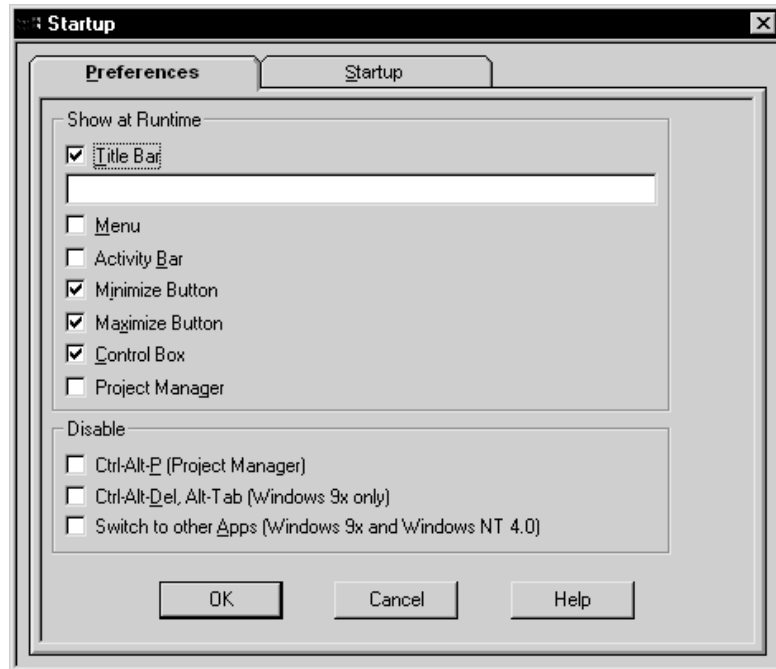 Startup
Preferences
Startup
Show at Runtime
Title Bar
Menu
Activity Bar
Minimize Button
Maximize Button
Control Box
Project Manager
Disable
Ctrl-Alt-P (Project Manager)
Ctrl-Alt-Del, Alt-Tab (Windows 9x only)
Switch to other Apps (Windows 9x and Windows NT 4.0)
OK
Cancel
Help